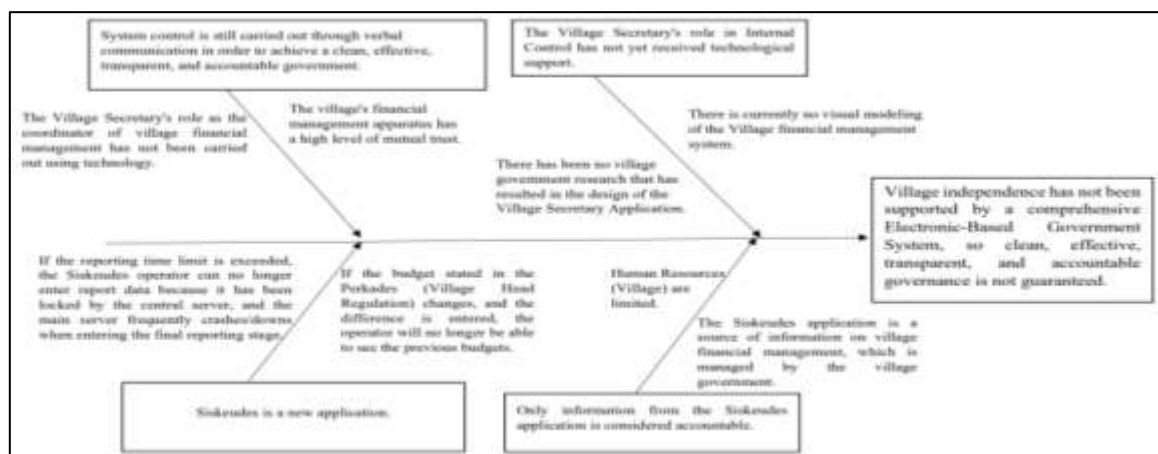 System control is still carried out through verbal
communication in order to achieve a clean, effective,
transparent, and accountable government.
The Village Secretary's role in Internal
Control has not yet received technological
support.
The Village Secretary's role as the
coordinator of village financial
management has not been carried
out using technology.
The village's financial
management apparatus has
a high level of mutual trust.
There has been no village
government research that has
resulted in the design of the
Village Secretary Application.
There is currently no visual modeling
of the Village financial management
system.
Village independence has not been
supported by a comprehensive
Electronic-Based Government
System, so clean, effective,
transparent, and accountable
governance is not guaranteed.
If the reporting time limit is exceeded,
the Siskendes operator can no longer
enter report data because it has been
locked by the central server, and the
main server frequently crashes/downs
when entering the final reporting stage.
If the budget stated in the
Perkades (Village Head
Regulation) changes, and the
difference is entered, the
operator will no longer be able
to see the previous budgets.
Human Resources
(Village) are
limited.
The Siskendes application is a
source of information on village
financial management, which is
managed by the village
government.
Siskendes is a new application.
Only information from the Siskendes
application is considered accountable.